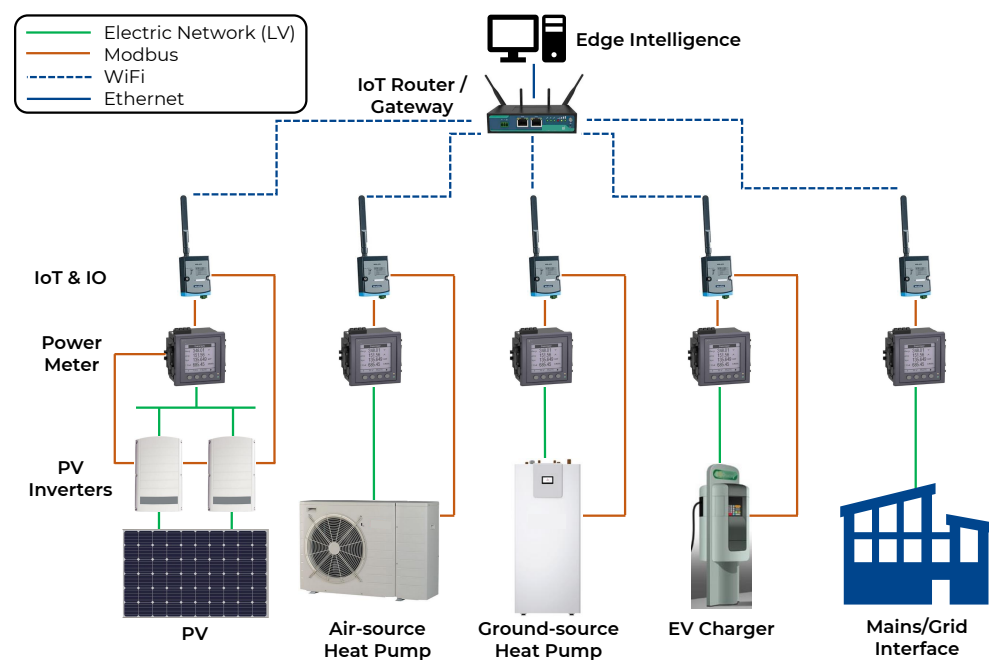 Electric Network (LV)
Modbus
WiFi
Ethernet
Edge Intelligence
IoT Router /
Gateway
IoT & IO
Power
Meter
PV
Inverters
PV
Air-source
Heat Pump
Ground-source
Heat Pump
EV Charger
Mains/Grid
Interface